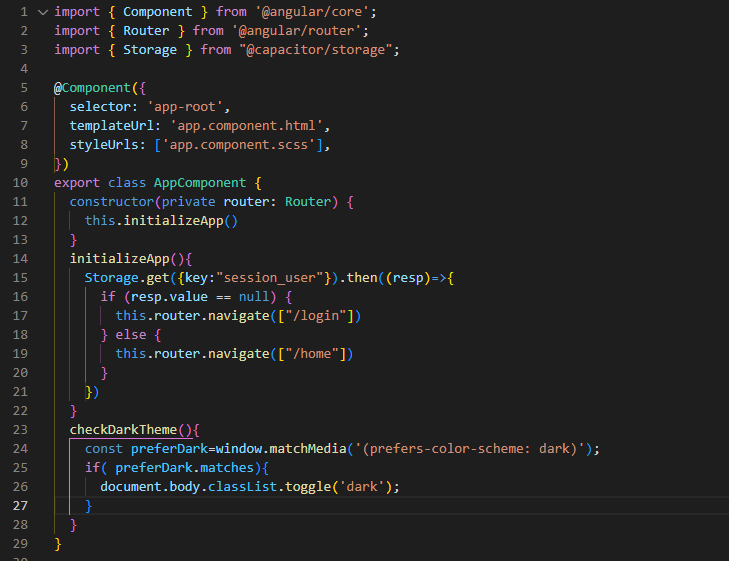 1 import { Component } from '@angular/core';
2 import { Router } from '@angular/router';
3 import { Storage } from "@capacitor/storage";
4
5 @Component({
6   selector: 'app-root',
7   templateUrl: 'app.component.html',
8   styleUrls: ['app.component.scss'],
9 })
10 export class AppComponent {
11   constructor(private router: Router) {
12     this.initializeApp()
13   }
14   initializeApp(){
15     Storage.get({key:"session_user"}).then((resp)=>{
16       if (resp.value == null) {
17         this.router.navigate(["/login"])
18       } else {
19         this.router.navigate(["/home"])
20       }
21     })
22   }
23   checkDarkTheme(){
24     const preferDark=window.matchMedia('(prefers-color-scheme: dark)');
25     if( preferDark.matches){
26       document.body.classList.toggle('dark');
27     }
28   }
29 }